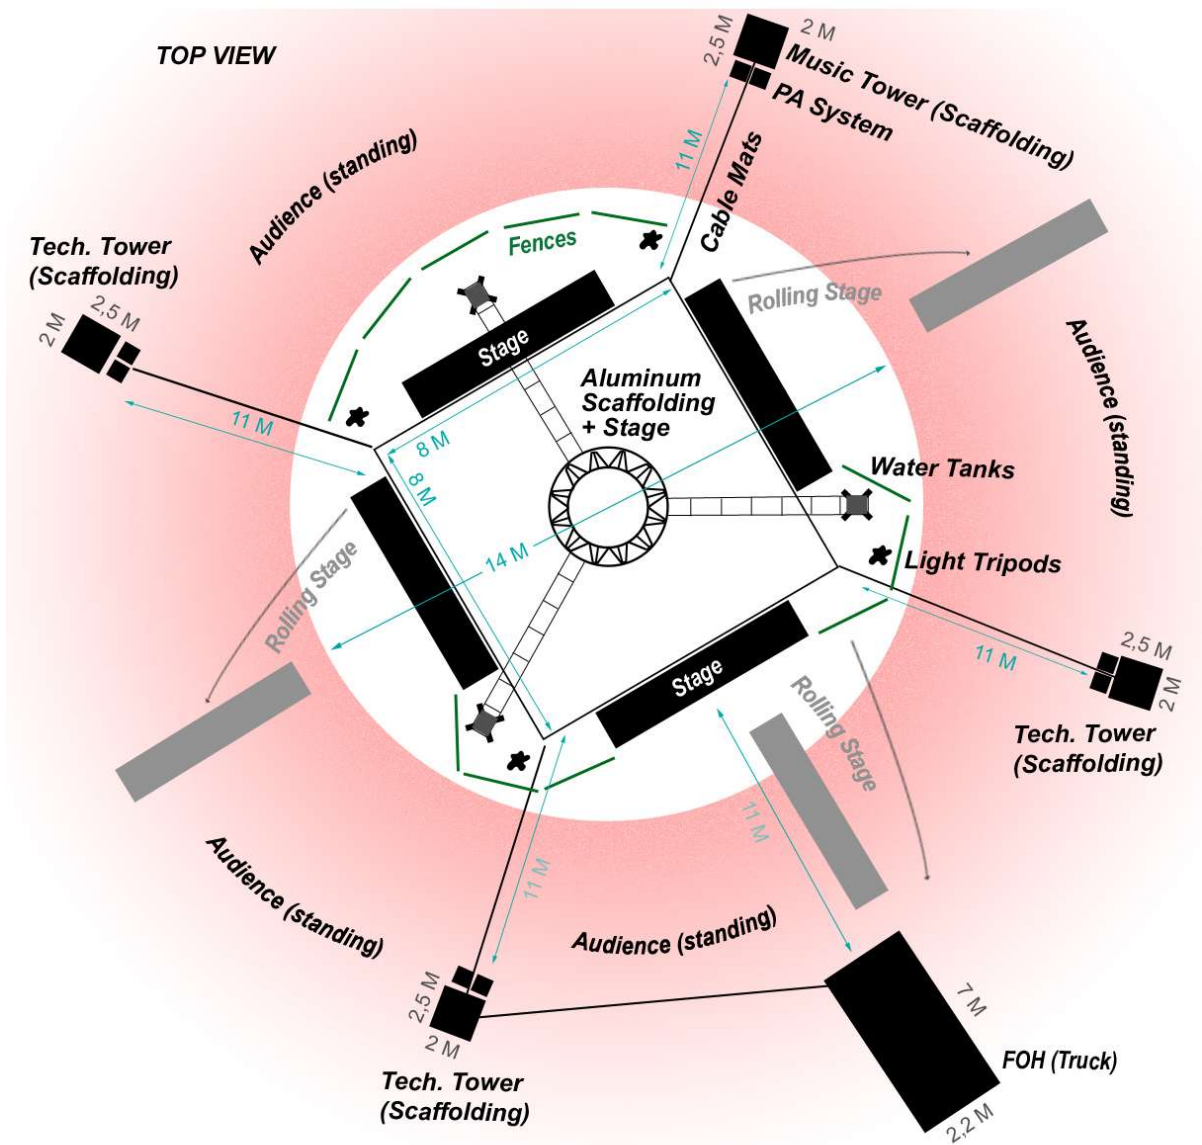 TOP VIEW
2 M
2,5 M
Music Tower (Scaffolding)
PA System
11 M
Cable Mats
Audience (standing)
Fences
Tech. Tower
(Scaffolding)
2,5 M
2 M
11 M
Rolling Stage
Stage
Audience (standing)
Aluminum
Scaffolding
+ Stage
8 M
8 M
Water Tanks
14 M
Light Tripods
Rolling Stage
11 M
2,5 M
2 M
Tech. Tower
(Scaffolding)
Stage
Rolling Stage
11 M
11 M
Audience (standing)
Audience (standing)
2,5 M
2 M
Tech. Tower
(Scaffolding)
7 M
FOH (Truck)
2,2 M